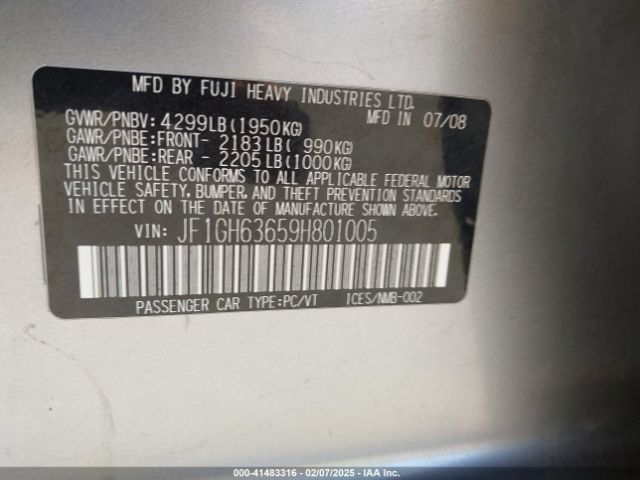 MFD BY FUJI HEAVY INDUSTRIES LTD.
GVWR/PNBV: 4299LB(1950KG) MFD IN 07/08
GAWR/PNBE:FRONT- 2183LB( 990KG)
GAWR/PNBE:REAR - 2205LB(1000KG)
THIS VEHICLE CONFORMS TO ALL APPLICABLE FEDERAL MOTOR
VEHICLE SAFETY, BUMPER, AND THEFT PREVENTION STANDARDS
IN EFFECT ON THE DATE OF MANUFACTURE SHOWN ABOVE.
VIN: JF1GH63659H801005
PASSENGER CAR TYPE:PC/VT ICES/NMB-002
000-41483316 - 02/07/2025 - IAA Inc.